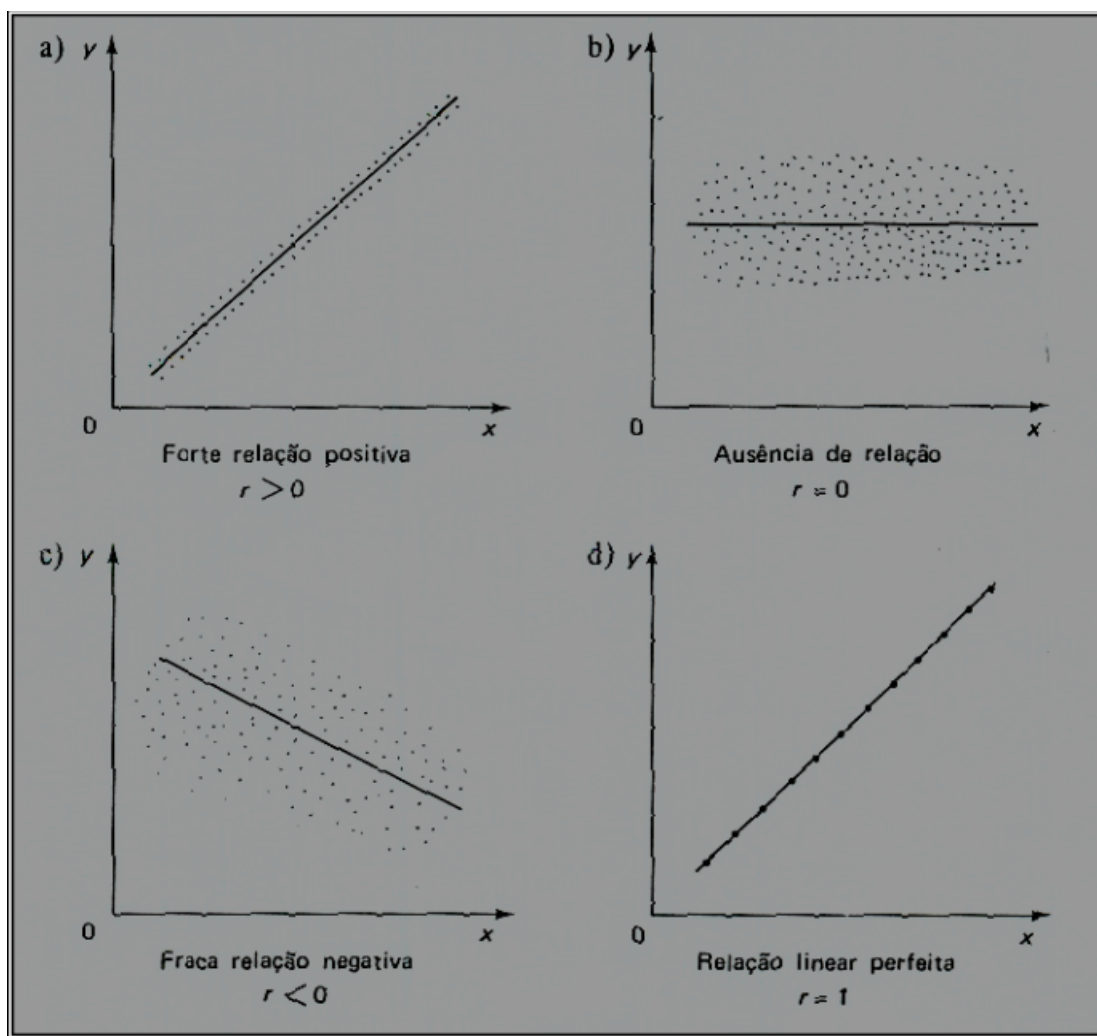 a) y
0
x
Forte relação positiva
r > 0
b) y
0
x
Ausência de relação
r = 0
c) y
0
x
Fraca relação negativa
r < 0
d) y
0
x
Relação linear perfeita
r = 1